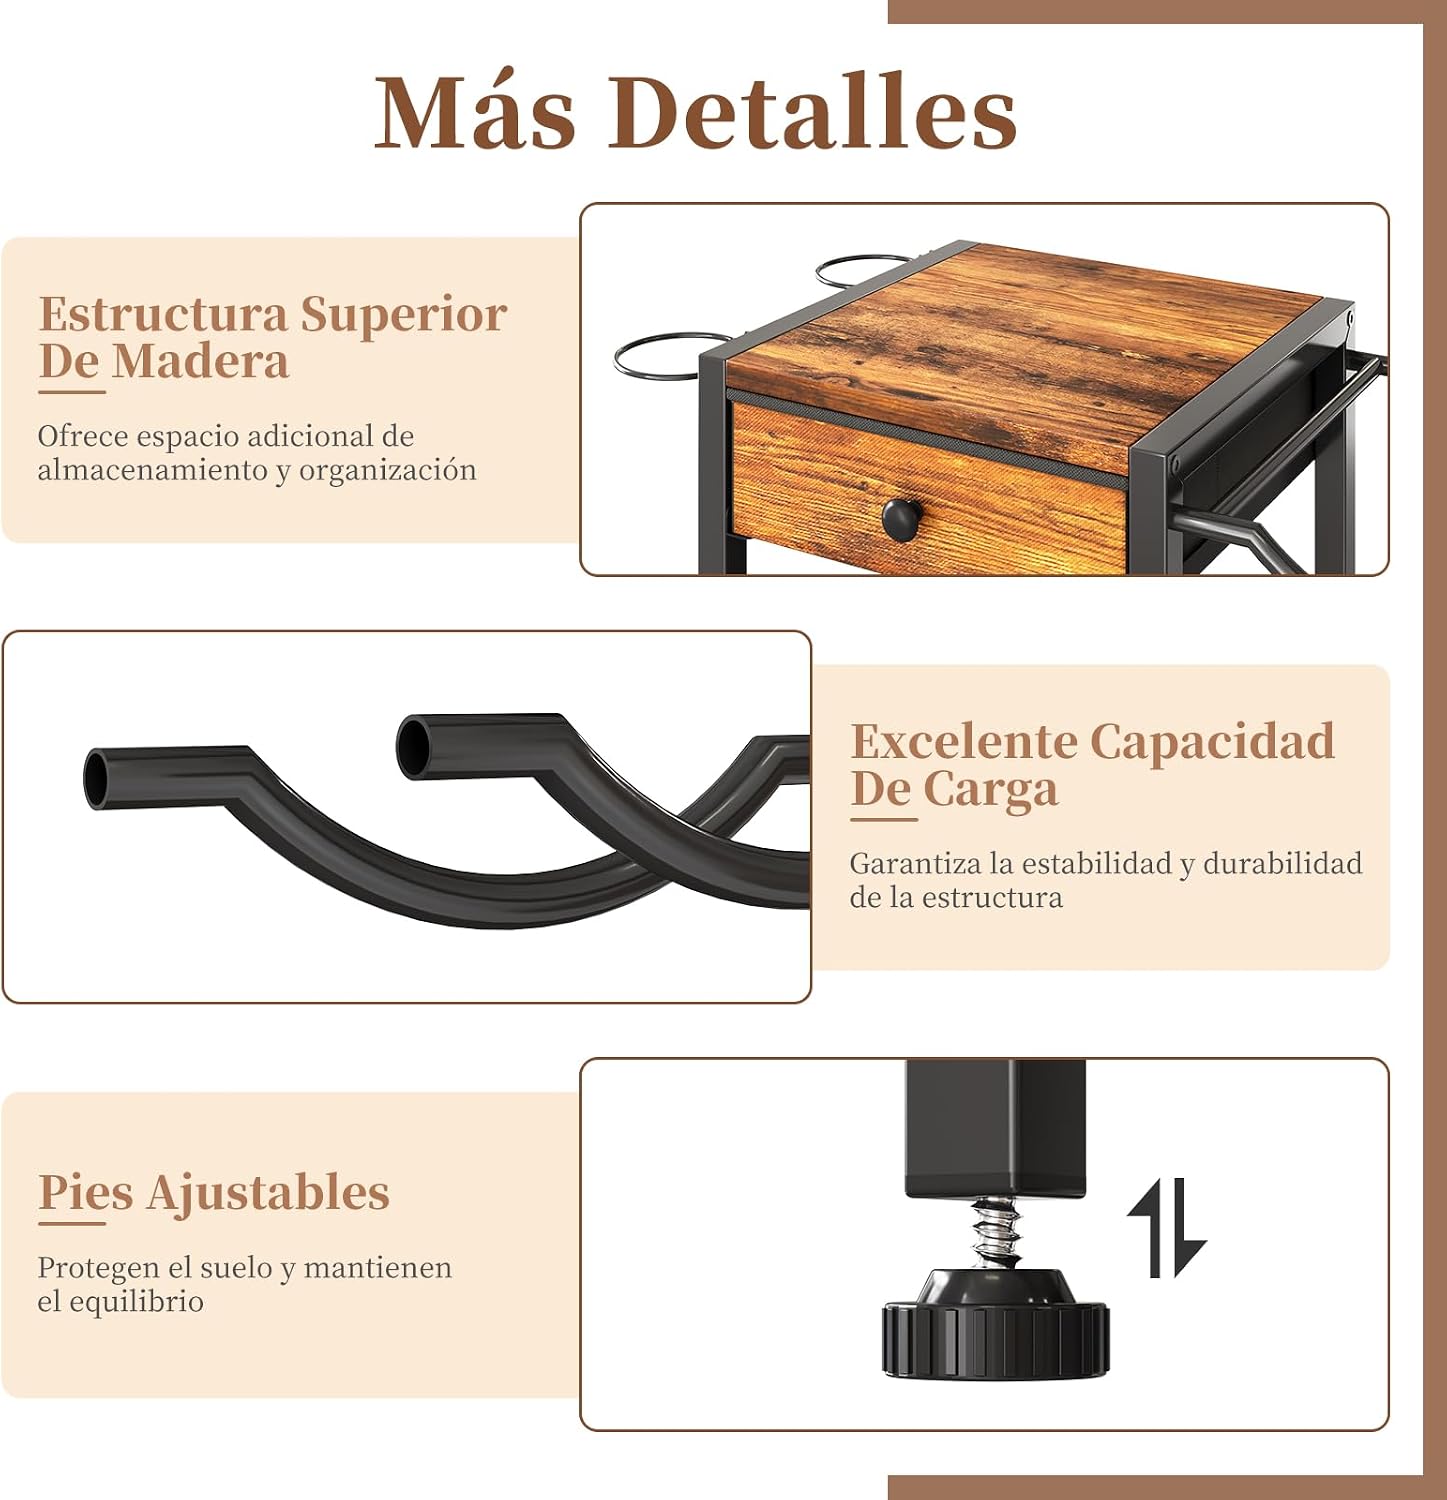 Más Detalles
Estructura Superior
De Madera
Ofrece espacio adicional de
almacenamiento y organización
Excelente Capacidad
De Carga
Garantiza la estabilidad y durabilidad
de la estructura
Pies Ajustables
Protegen el suelo y mantienen
el equilibrio